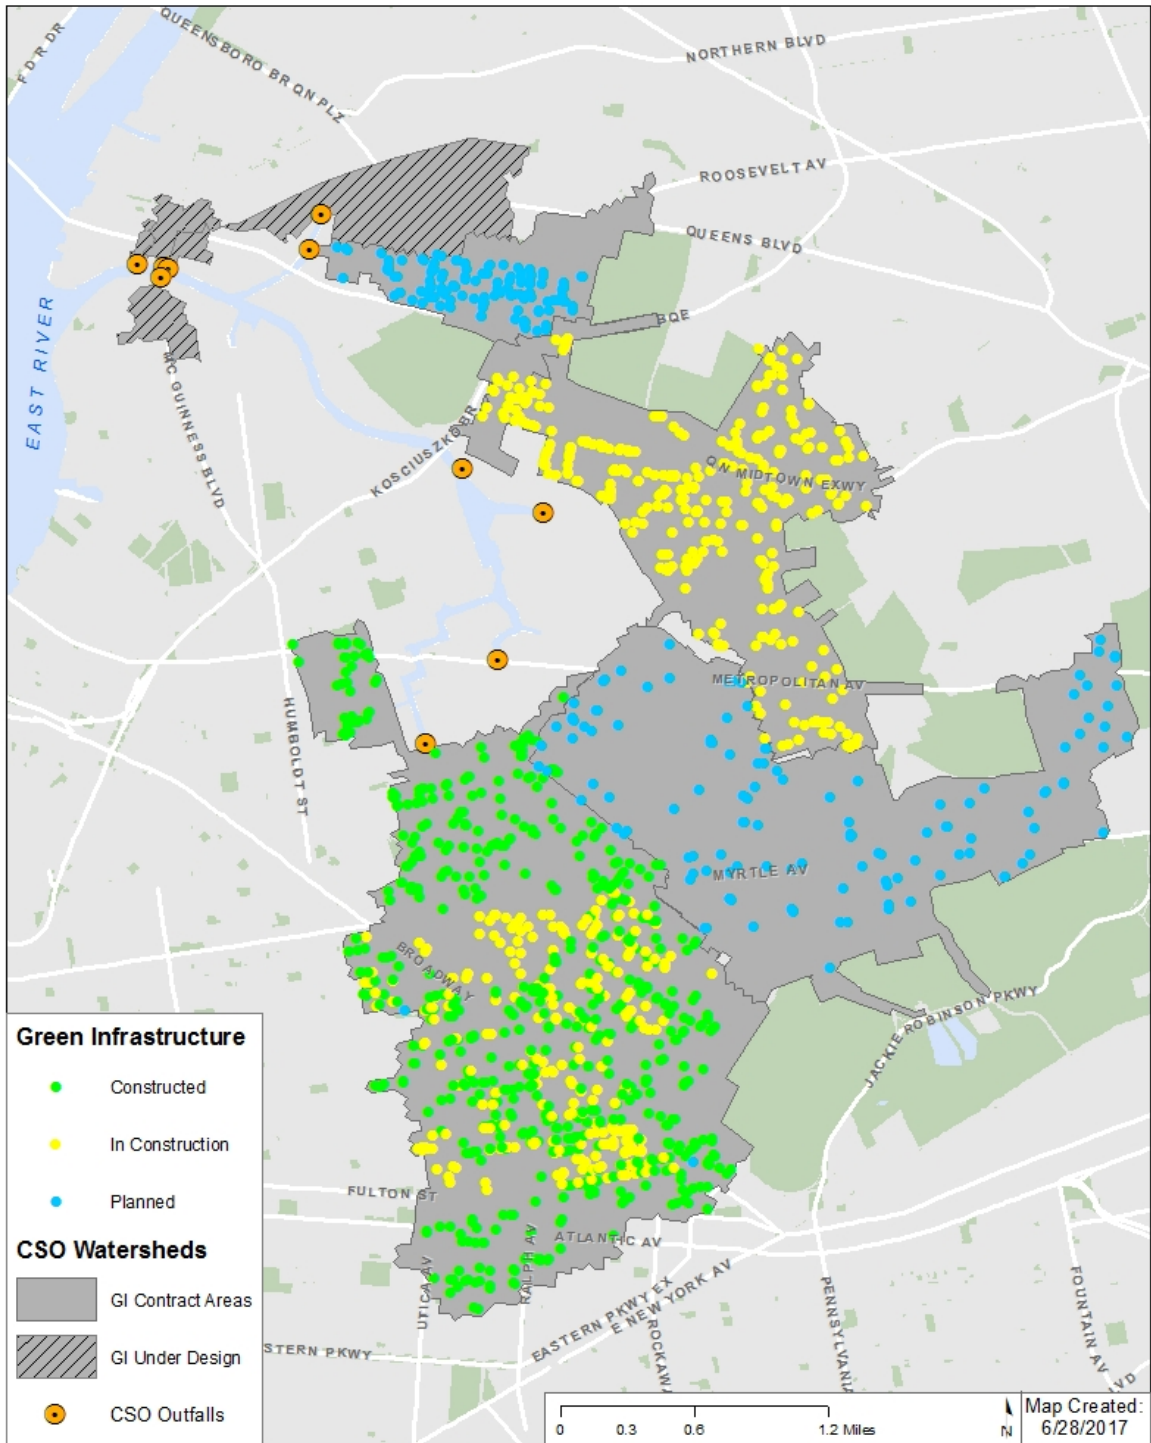 F D R DR
QUEENSBORO BR QN PLZ
NORTHERN BLVD
ROOSEVELT AV
QUEENS BLVD
BQE
EAST RIVER
MC GUINNESS BLVD
KOSCIUSZKO BR
QN MIDTOWN EXWY
METROPOLITAN AV
HUMBOLDT ST
MYRTLE AV
BROADWAY
JACKIE ROBINSON PKWY
FULTON ST
ATLANTIC AV
RALPH AV
UTICA AV
EASTERN PKWY EX
E NEW YORK AV
ROCKAWA
PENNSYLVANIA
FOUNTAIN AV
LVD
STERN PKWY
Green Infrastructure
Constructed
In Construction
Planned
CSO Watersheds
GI Contract Areas
GI Under Design
CSO Outfalls
0 0.3 0.6 1.2 Miles
N
Map Created:
6/28/2017